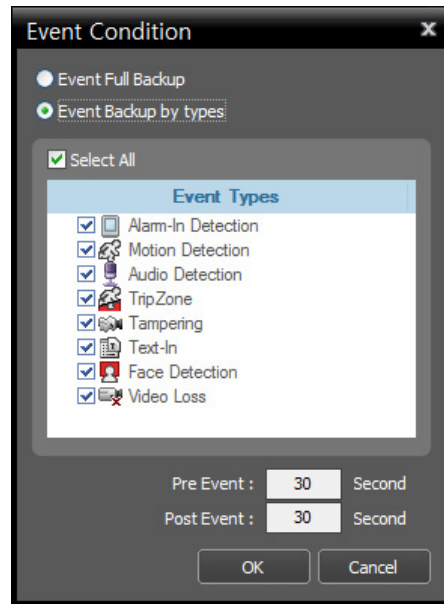 Event Condition
Event Full Backup
Event Backup by types
Select All
Event Types
Alarm-In Detection
Motion Detection
Audio Detection
TripZone
Tampering
Text-In
Face Detection
Video Loss
Pre Event : 30 Second
Post Event : 30 Second
OK Cancel